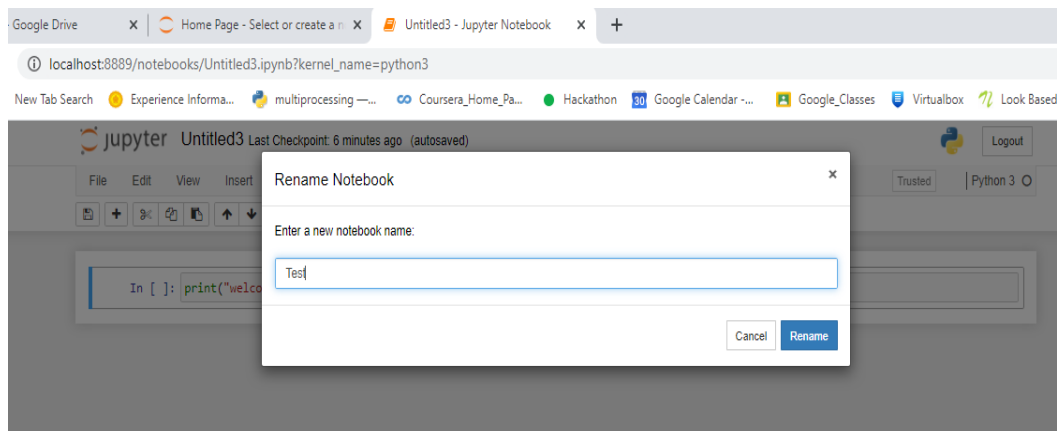 Google Drive
Home Page - Select or create a n
Untitled3 - Jupyter Notebook
localhost:8889/notebooks/Untitled3.ipynb?kernel_name=python3
New Tab Search Experience Informa... multiprocessing —... Coursera_Home_Pa... Hackathon 30 Google Calendar -... Google_Classes Virtualbox Look Based
jupyter Untitled3 Last Checkpoint: 6 minutes ago (autosaved) Logout
File Edit View Insert Trusted Python 3
Rename Notebook
Enter a new notebook name:
Test
In [ ]: print("welco
Cancel Rename